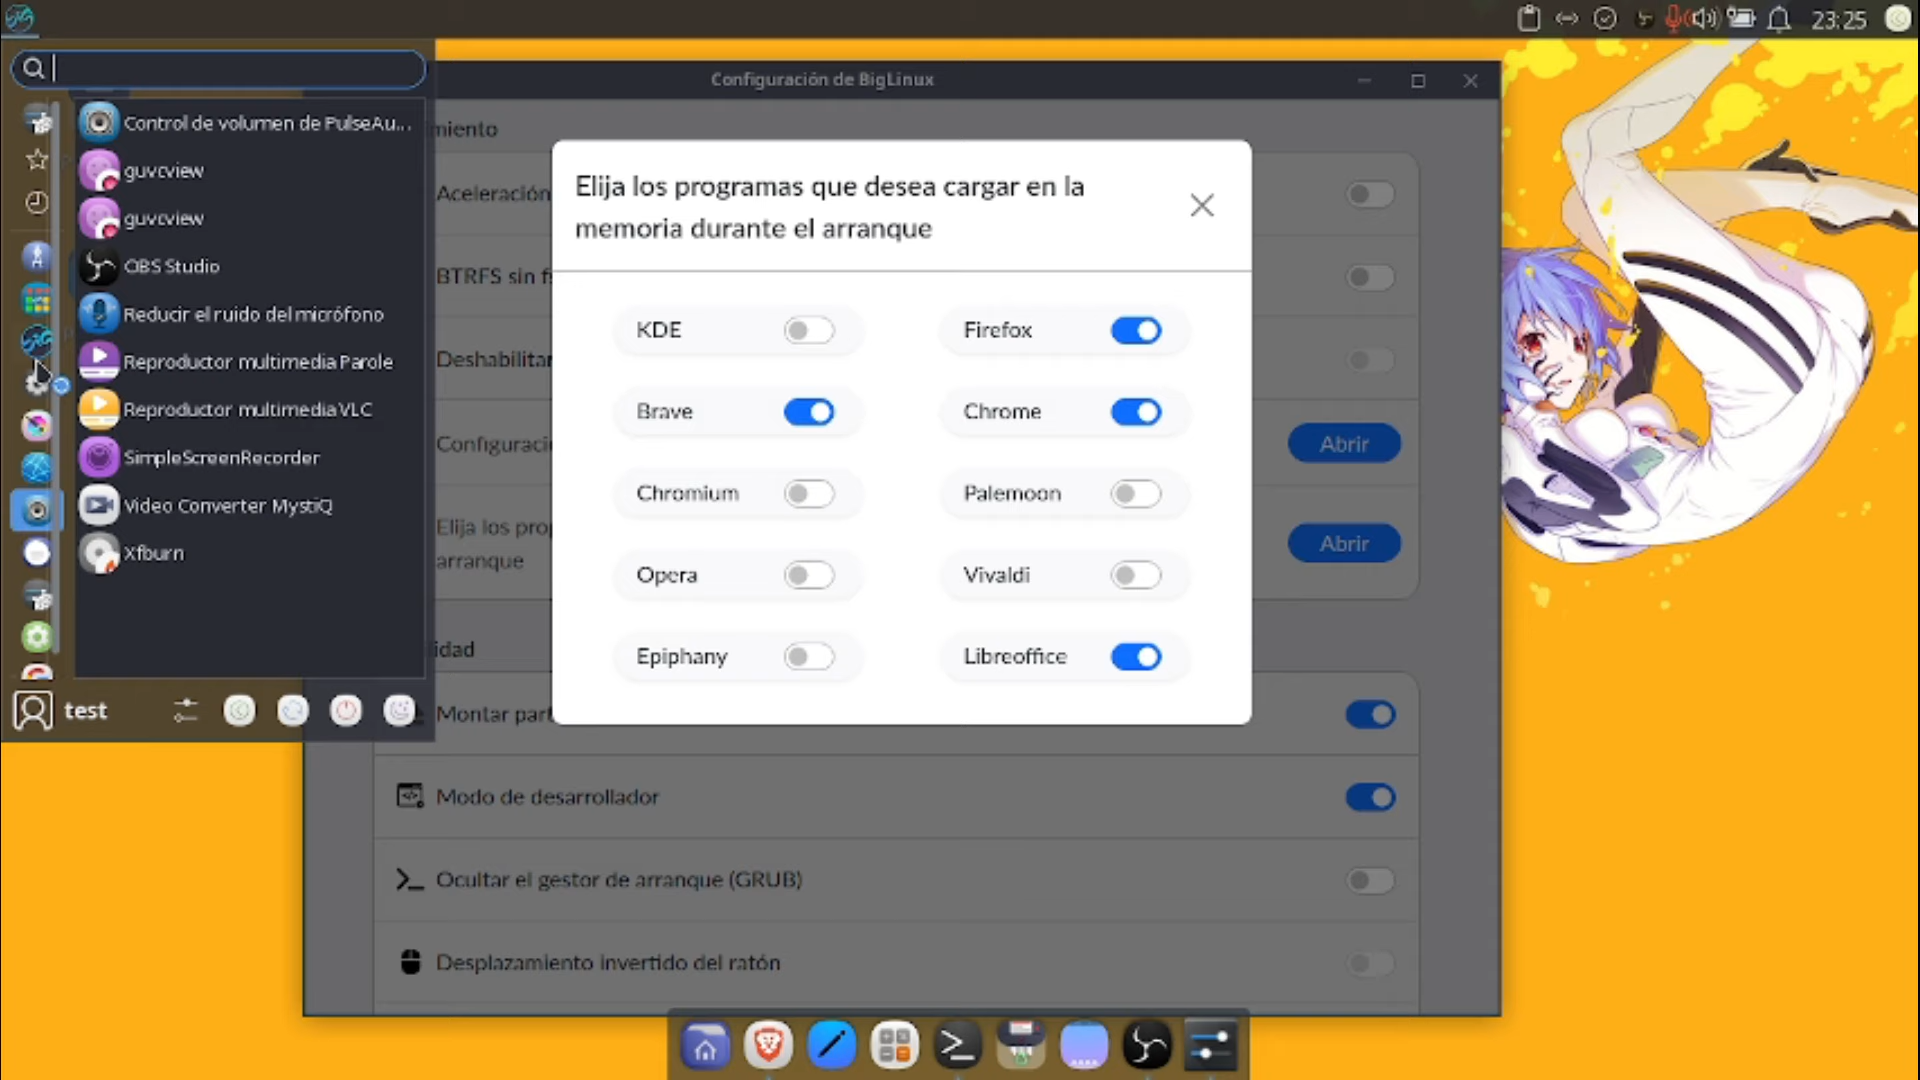 23:25
Configuración de BigLinux
Control de volumen de PulseAu...
guvcview
guvcview
OBS Studio
Reducir el ruido del micrófono
Reproductor multimedia Parole
Reproductor multimedia VLC
SimpleScreenRecorder
Video Converter MystiQ
Xfburn
test
miento
Aceleración
BTRFS sin f
Deshabilitar
Configuraci
Abrir
Elija los pro
arranque
Abrir
Elija los programas que desea cargar en la
memoria durante el arranque
KDE
Firefox
Brave
Chrome
Chromium
Palemoon
Opera
Vivaldi
Epiphany
Libreoffice
idad
Montar par
Modo de desarrollador
Ocultar el gestor de arranque (GRUB)
Desplazamiento invertido del ratón